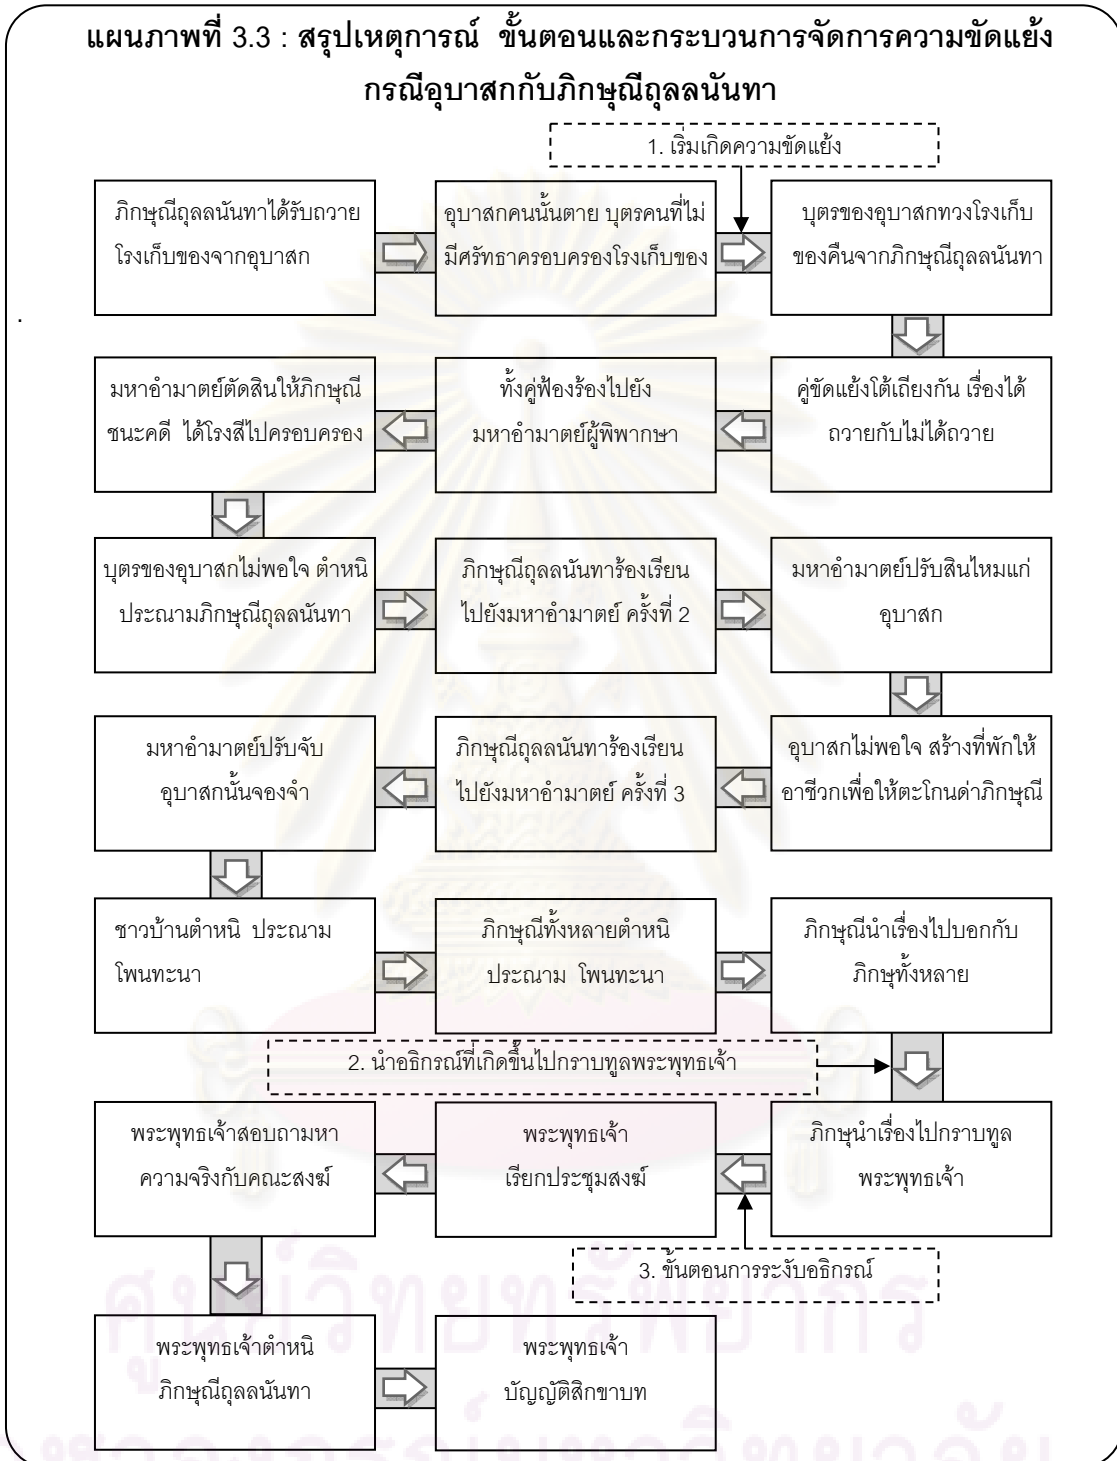 แผนภาพที่ 3.3 : สรุปเหตุการณ์ ขั้นตอนและกระบวนการจัดการความขัดแย้ง
กรณีอุบาสกกับภิกษุณีถุลลนันทา
1. เริ่มเกิดความขัดแย้ง
ภิกษุณีถุลลนันทาได้รับถวาย
โรงเก็บของจากอุบาสก
อุบาสกคนนั้นตาย บุตรคนที่ไม่
มีศรัทธาครอบครองโรงเก็บของ
บุตรของอุบาสกทวงโรงเก็บ
ของคืนจากภิกษุณีถุลลนันทา
.
คู่ขัดแย้งโต้เถียงกัน เรื่องได้
ถวายกับไม่ได้ถวาย
ทั้งคู่ฟ้องร้องไปยัง
มหาอำมาตย์ผู้พิพากษา
มหาอำมาตย์ตัดสินให้ภิกษุณี
ชนะคดี ได้โรงสีไปครอบครอง
บุตรของอุบาสกไม่พอใจ ตำหนิ
ประณามภิกษุณีถุลลนันทา
ภิกษุณีถุลลนันทาร้องเรียน
ไปยังมหาอำมาตย์ ครั้งที่ 2
มหาอำมาตย์ปรับสินไหมแก่
อุบาสก
อุบาสกไม่พอใจ สร้างที่พักให้
อาชีวกเพื่อให้ตะโกนด่าภิกษุณี
ภิกษุณีถุลลนันทาร้องเรียน
ไปยังมหาอำมาตย์ ครั้งที่ 3
มหาอำมาตย์ปรับจับ
อุบาสกนั้นจองจำ
ชาวบ้านตำหนิ ประณาม
โพนทะนา
ภิกษุณีทั้งหลายตำหนิ
ประณาม โพนทะนา
ภิกษุณีนำเรื่องไปบอกกับ
ภิกษุทั้งหลาย
2. นำอธิกรณ์ที่เกิดขึ้นไปกราบทูลพระพุทธเจ้า
ภิกษุนำเรื่องไปกราบทูล
พระพุทธเจ้า
พระพุทธเจ้า
เรียกประชุมสงฆ์
พระพุทธเจ้าสอบถามหา
ความจริงกับคณะสงฆ์
3. ขั้นตอนการระงับอธิกรณ์
พระพุทธเจ้าตำหนิ
ภิกษุณีถุลลนันทา
พระพุทธเจ้า
บัญญัติสิกขาบท
ศูนย์วิทยทรัพยากร
จุฬาลงกรณ์มหาวิทยาลัย